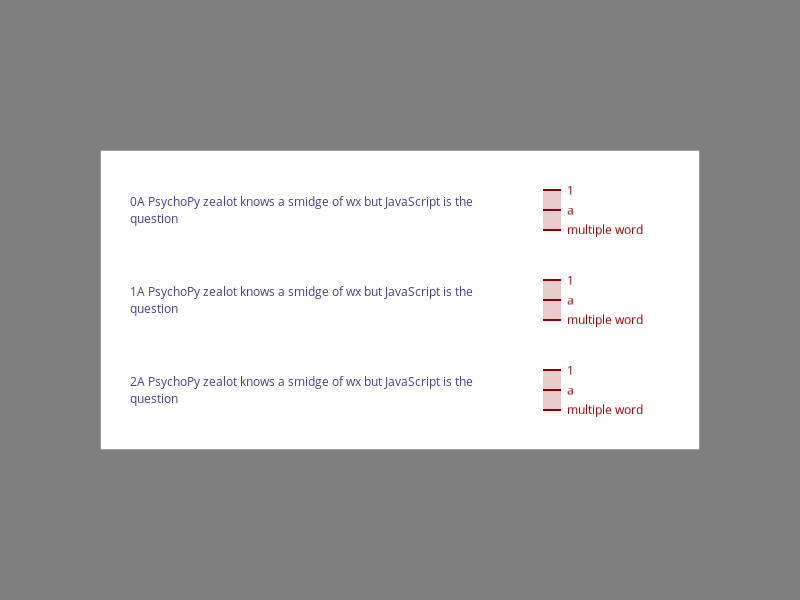 0A PsychoPy zealot knows a smidge of wx but JavaScript is the
question
1
a
multiple word
1A PsychoPy zealot knows a smidge of wx but JavaScript is the
question
1
a
multiple word
2A PsychoPy zealot knows a smidge of wx but JavaScript is the
question
1
a
multiple word